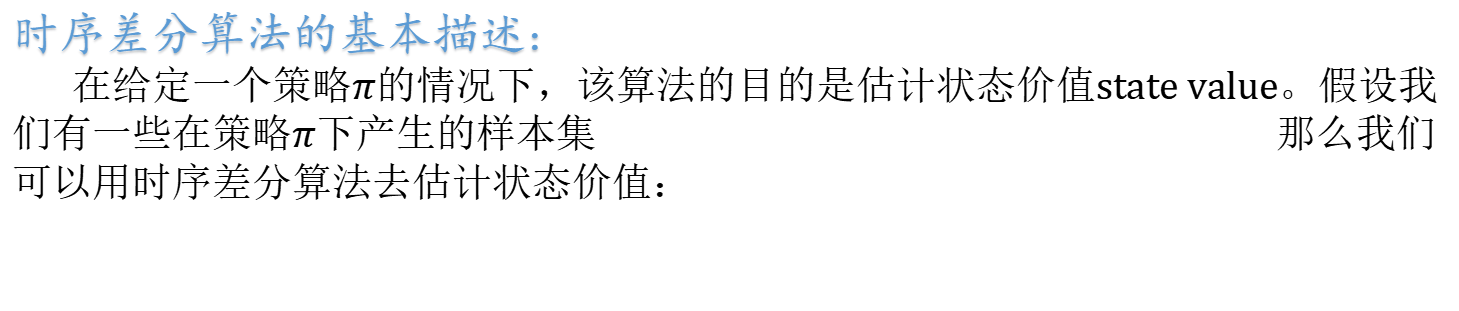 时序差分算法的基本描述：
在给定一个策略π的情况下，该算法的目的是估计状态价值state value。假设我
们有一些在策略π下产生的样本集 那么我们
可以用时序差分算法去估计状态价值：